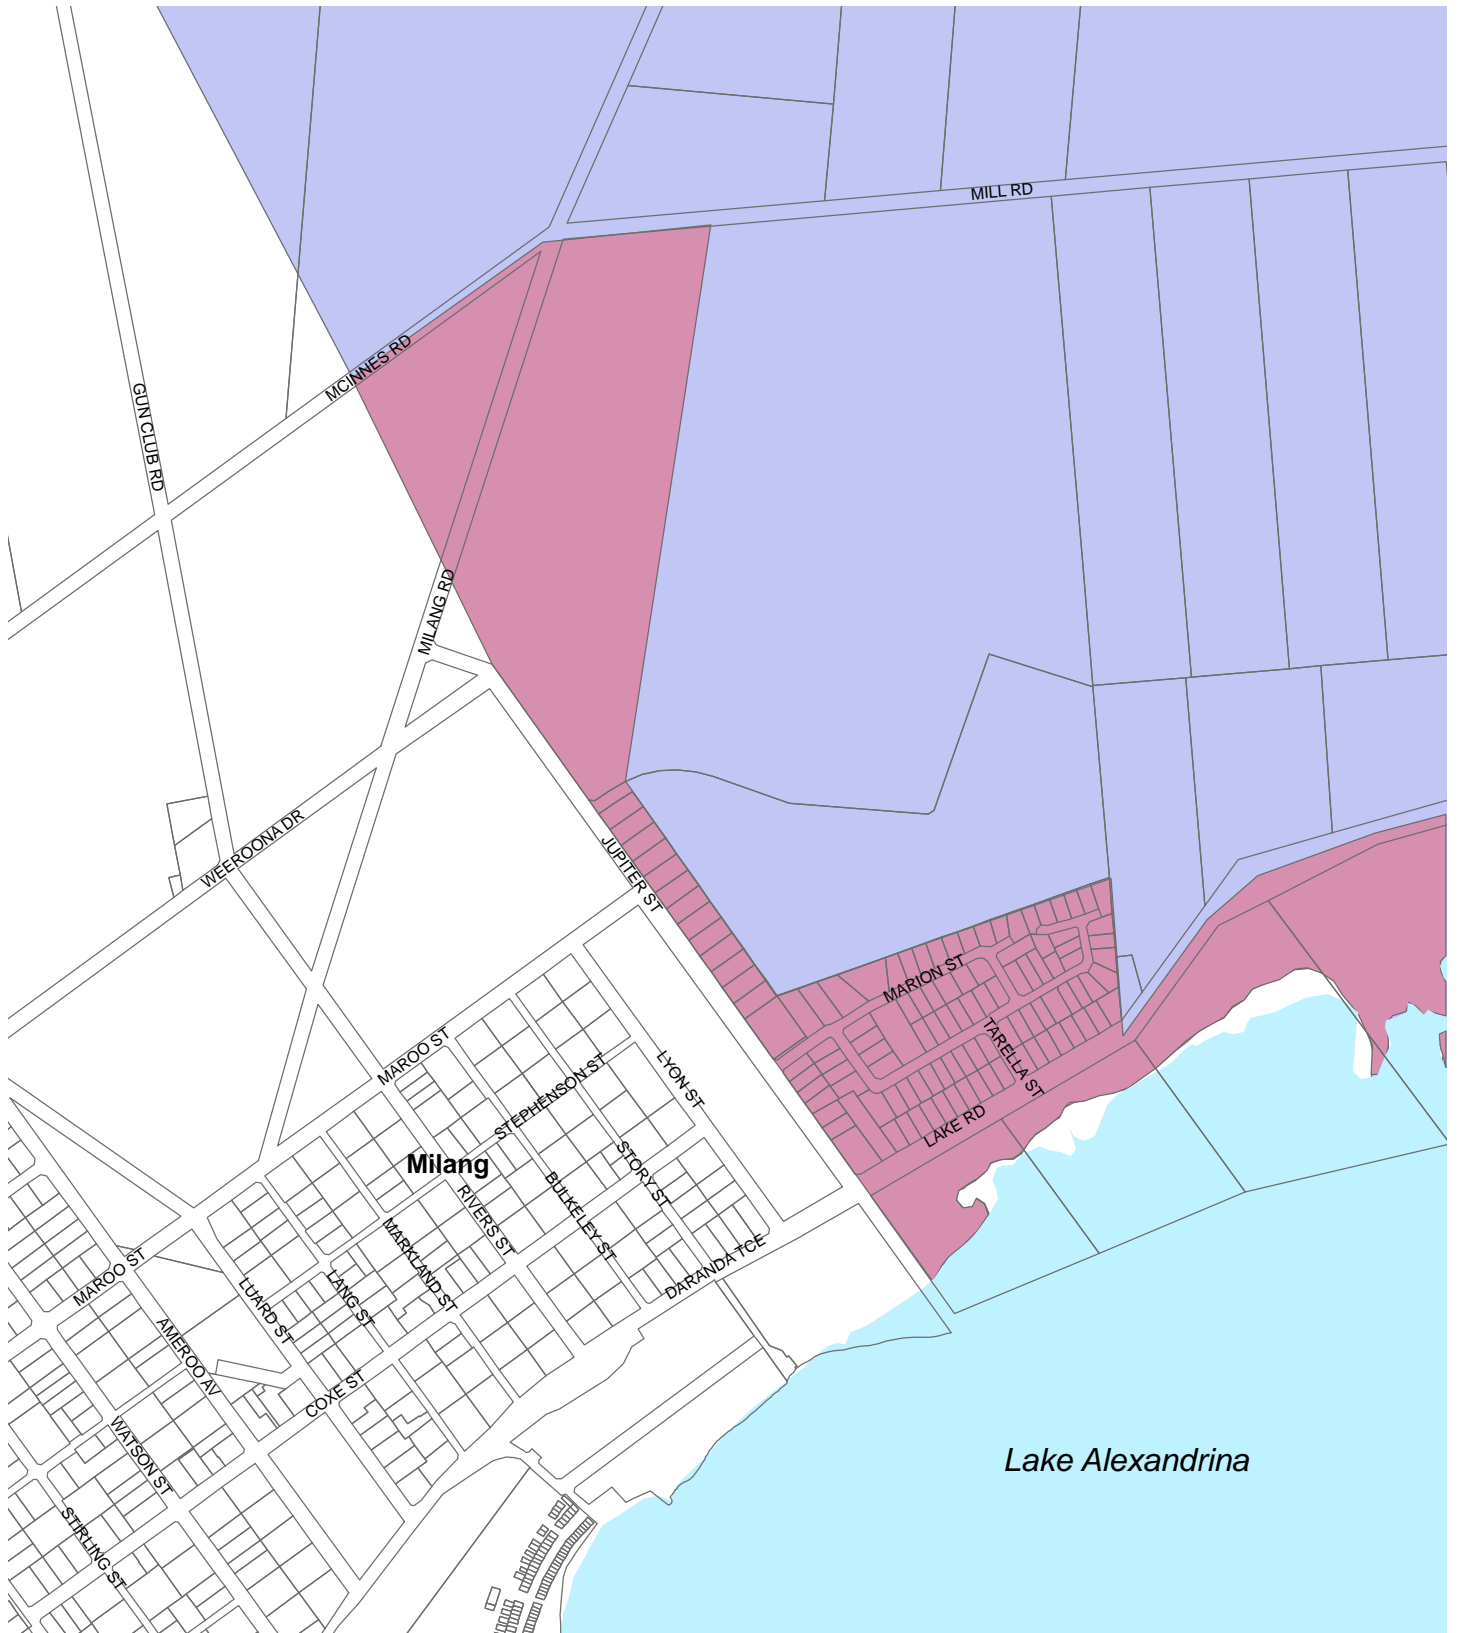 MILL RD
MCINNES RD
GUN CLUB RD
MILANG RD
WEEROONA DR
JUPITER ST
MARION ST
TARELLA ST
LAKE RD
MAROO ST
STEPHENSON ST
LYON ST
Milang
STORY ST
BULKELEY ST
RIVERS ST
MARKLAND ST
DARANDA TCE
MAROO ST
LUARD ST
LANG ST
AMEROO AV
COXE ST
WATSON ST
STIRLING ST
Lake Alexandrina